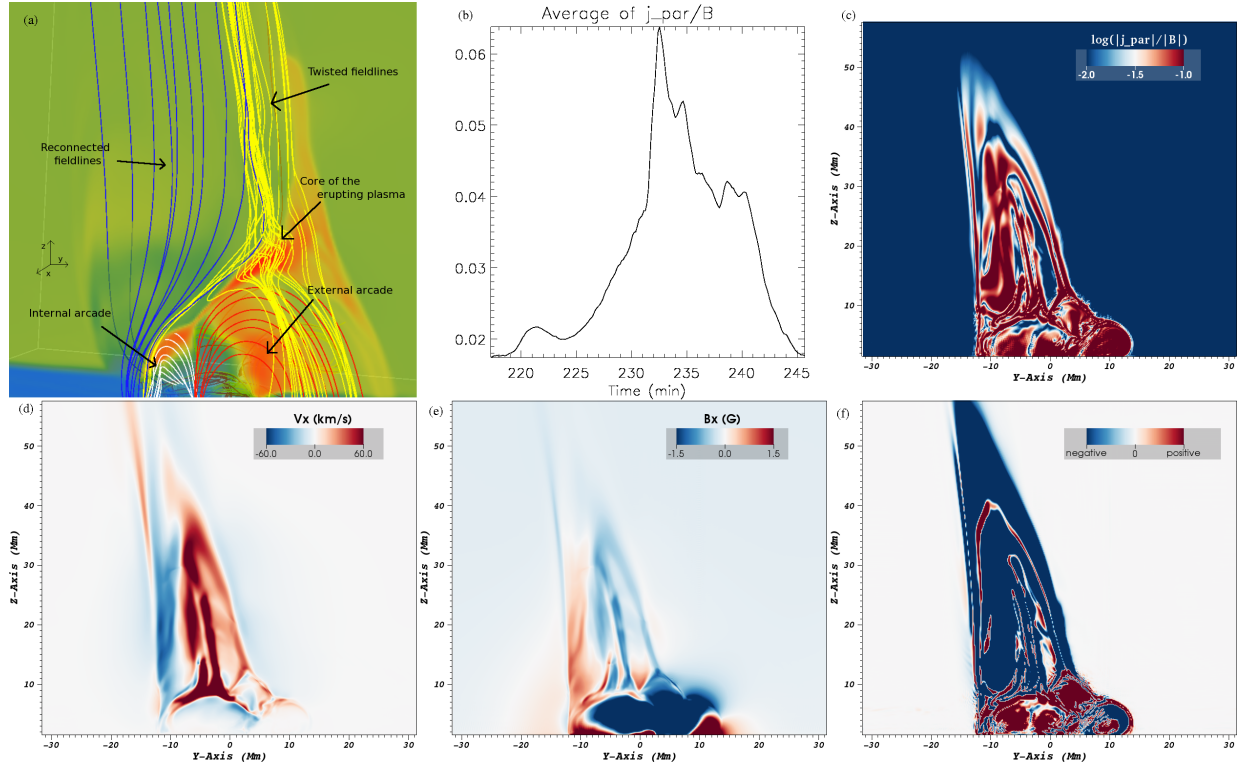 (a)
Twisted fieldlines
Reconnected
fieldlines
Core of the
erupting plasma
z
y
x
External arcade
Internal arcade
(b)
Average of j_par/B
0.06
0.05
0.04
0.03
0.02
220 225 230 235 240 245
Time (min)
(c)
log(|j_par|/|B|)
-2.0 -1.5 -1.0
50
40
30
20
10
Z-Axis (Mm)
-30 -20 -10 0 10 20 30
Y-Axis (Mm)
(d)
Vx (km/s)
-60.0 0.0 60.0
50
40
30
20
10
Z-Axis (Mm)
-30 -20 -10 0 10 20 30
Y-Axis (Mm)
(e)
Bx (G)
-1.5 0.0 1.5
50
40
30
20
10
Z-Axis (Mm)
-30 -20 -10 0 10 20 30
Y-Axis (Mm)
(f)
negative 0 positive
50
40
30
20
10
Z-Axis (Mm)
-30 -20 -10 0 10 20 30
Y-Axis (Mm)